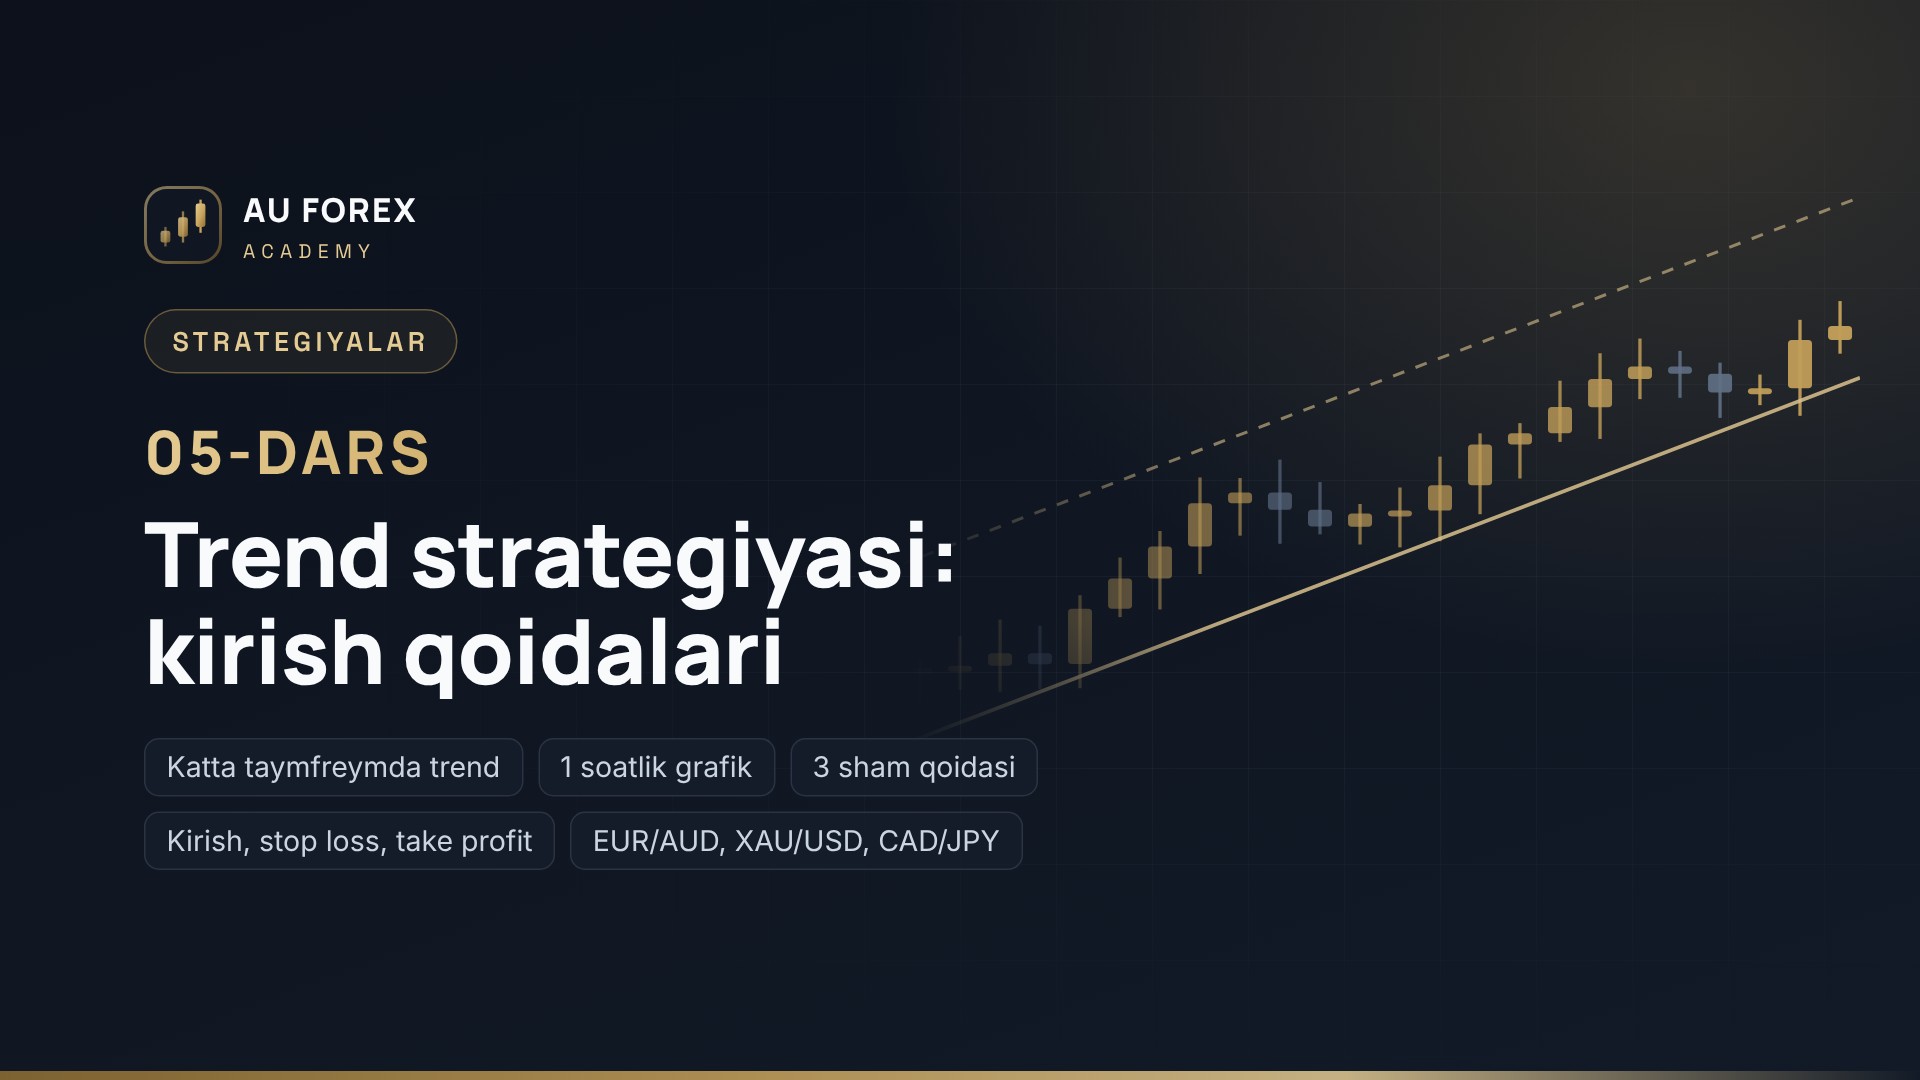 AU FOREX
ACADEMY
STRATEGIYALAR
05-DARS
Trend strategiyasi:
kirish qoidalari
Katta taymfreymda trend
1 soatlik grafik
3 sham qoidasi
Kirish, stop loss, take profit
EUR/AUD, XAU/USD, CAD/JPY